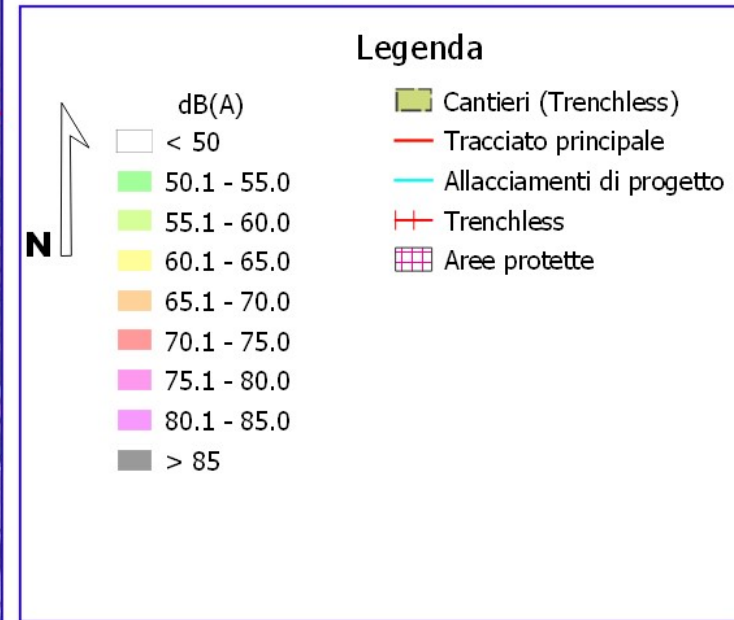 Legenda
N
dB(A)
< 50
50.1 - 55.0
55.1 - 60.0
60.1 - 65.0
65.1 - 70.0
70.1 - 75.0
75.1 - 80.0
80.1 - 85.0
> 85
Cantieri (Trenchless)
Tracciato principale
Allacciamenti di progetto
Trenchless
Aree protette